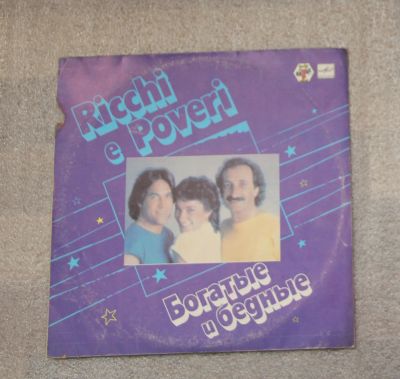 Ricchi
e Poveri
Богатые
и бедные